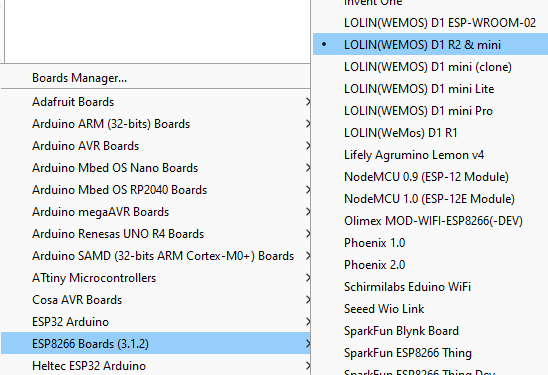 Boards Manager...
Adafruit Boards
Arduino ARM (32-bits) Boards
Arduino AVR Boards
Arduino Mbed OS Nano Boards
Arduino Mbed OS RP2040 Boards
Arduino megaAVR Boards
Arduino Renesas UNO R4 Boards
Arduino SAMD (32-bits ARM Cortex-M0+) Boards
ATtiny Microcontrollers
Cosa AVR Boards
ESP32 Arduino
ESP8266 Boards (3.1.2)
Heltec ESP32 Arduino
Invent One
LOLIN(WEMOS) D1 ESP-WROOM-02
LOLIN(WEMOS) D1 R2 & mini
LOLIN(WEMOS) D1 mini (clone)
LOLIN(WEMOS) D1 mini Lite
LOLIN(WEMOS) D1 mini Pro
LOLIN(WeMos) D1 R1
Lifely Agrumino Lemon v4
NodeMCU 0.9 (ESP-12 Module)
NodeMCU 1.0 (ESP-12E Module)
Olimex MOD-WIFI-ESP8266(-DEV)
Phoenix 1.0
Phoenix 2.0
Schirmilabs Eduino WiFi
Seeed Wio Link
SparkFun Blynk Board
SparkFun ESP8266 Thing
SparkFun ESP8266 Thing Dev